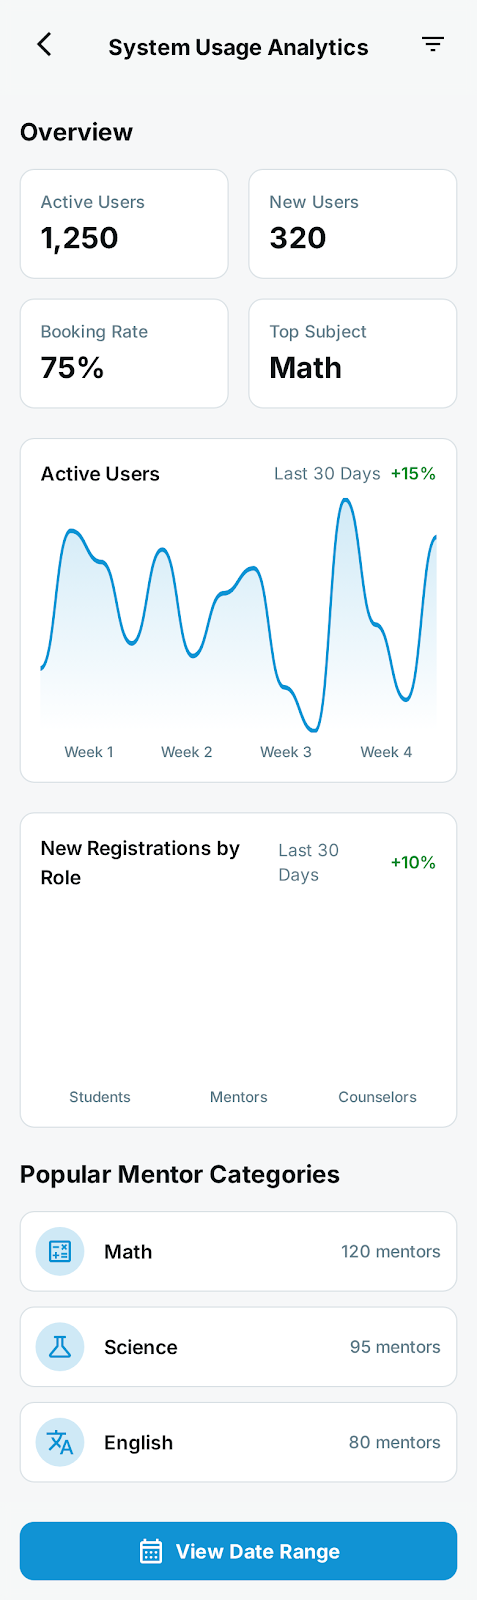 System Usage Analytics
Overview
Active Users
1,250
New Users
320
Booking Rate
75%
Top Subject
Math
Active Users
Last 30 Days +15%
Week 1 Week 2 Week 3 Week 4
New Registrations by
Role
Last 30
Days
+10%
Students Mentors Counselors
Popular Mentor Categories
Math 120 mentors
Science 95 mentors
English 80 mentors
View Date Range